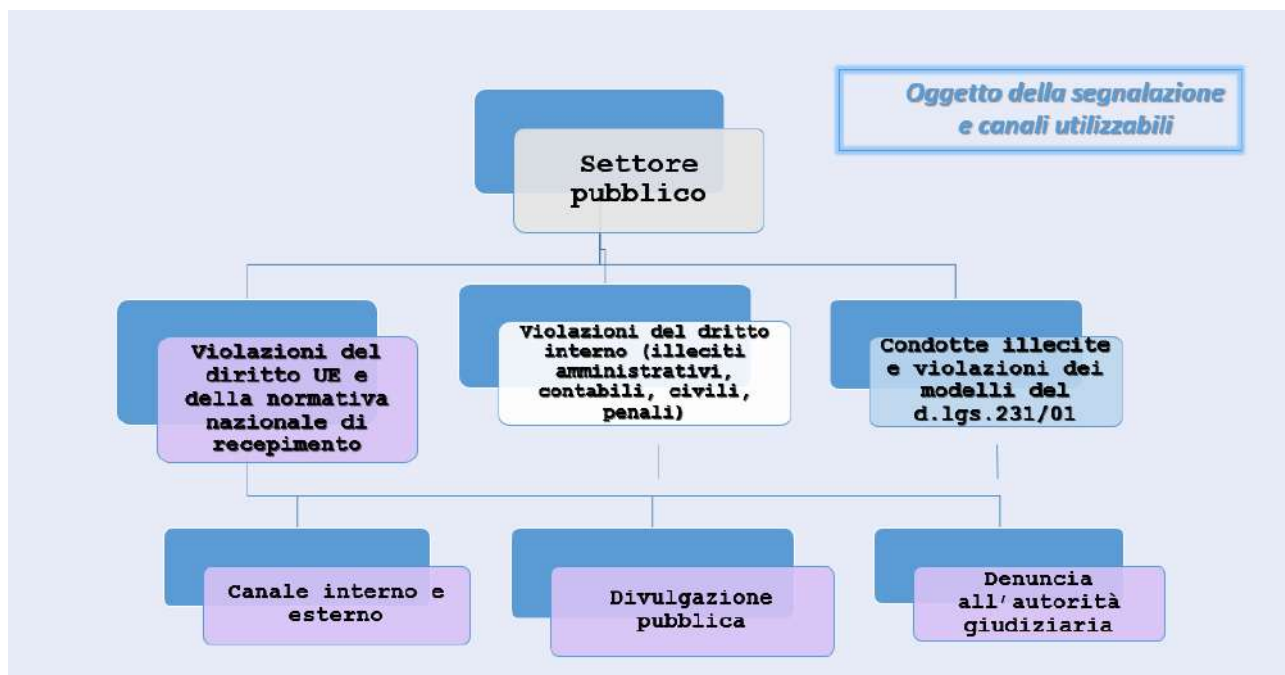 Oggetto della segnalazione
e canali utilizzabili
Settore
pubblico
Violazioni del
diritto UE e
della normativa
nazionale di
recepimento
Violazioni del dritto
interno (illeciti
amministrativi,
contabili, civili,
penali)
Condotte illecite
e violazioni dei
modelli del
d.lgs.231/01
Canale interno e
esterno
Divulgazione
pubblica
Denuncia
all'autorità
giudiziaria